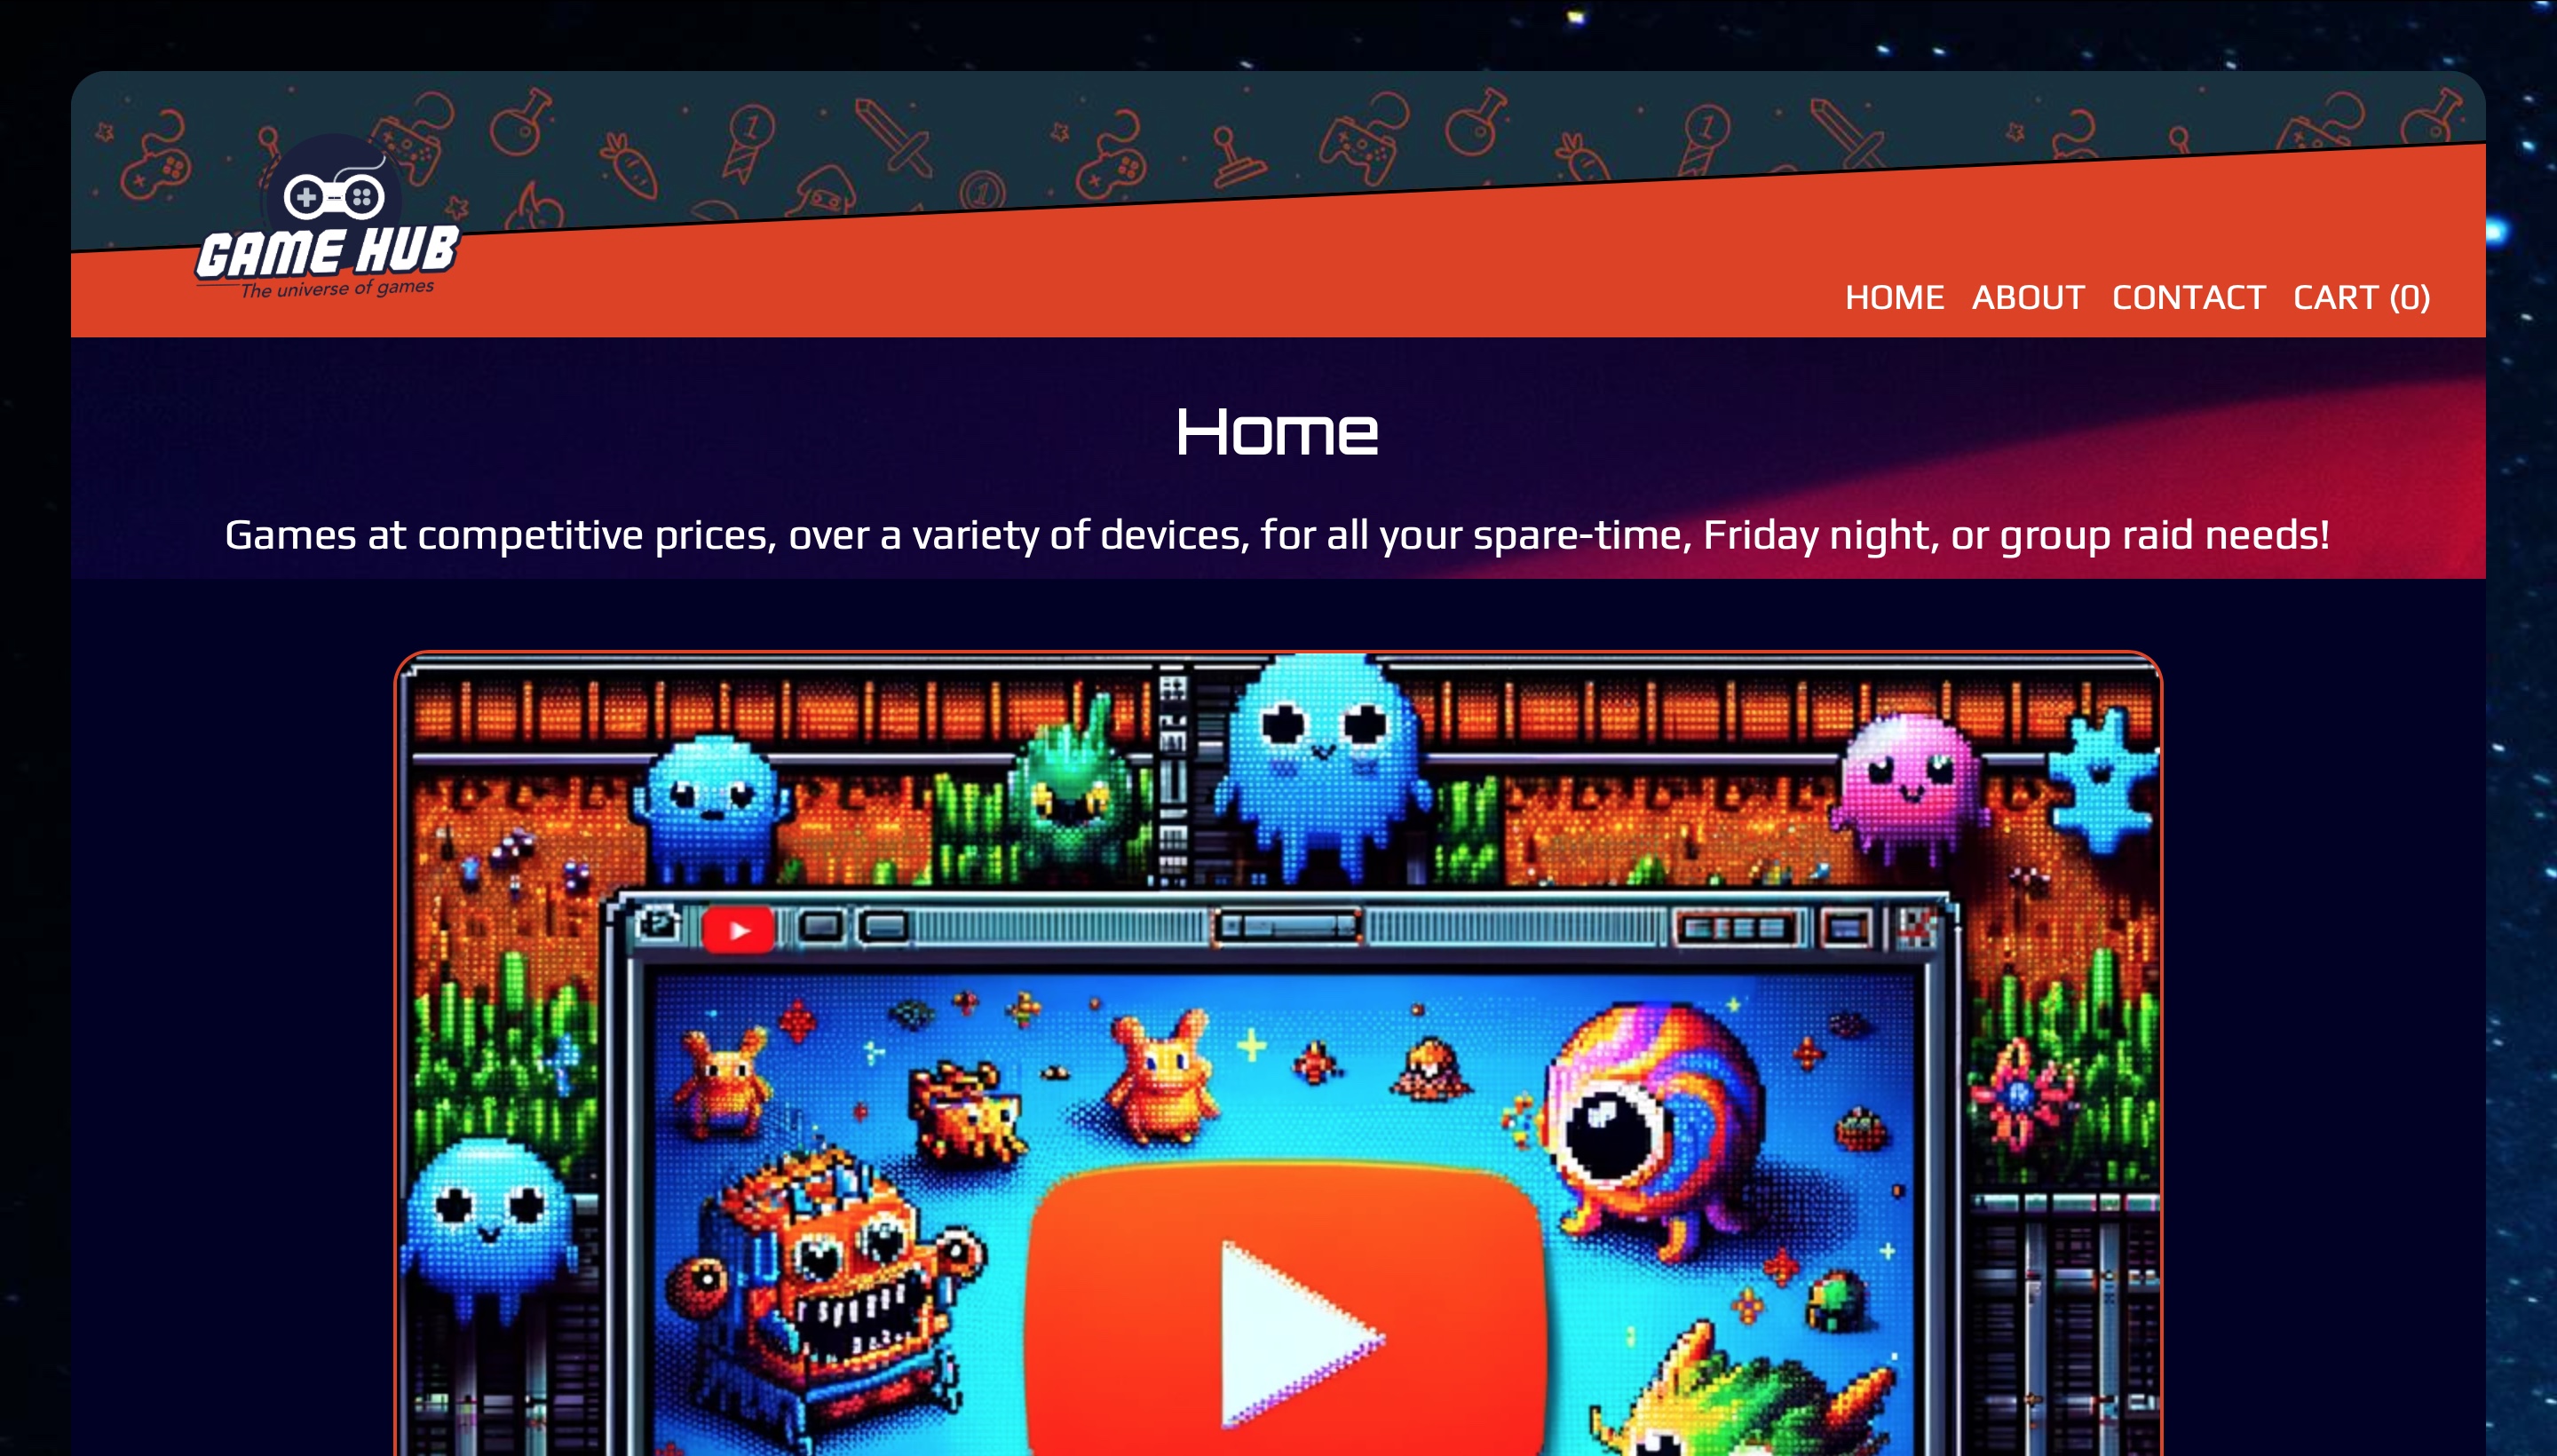 GAME HUB
The universe of games
HOME ABOUT CONTACT CART (0)
Home
Games at competitive prices, over a variety of devices, for all your spare-time, Friday night, or group raid needs!